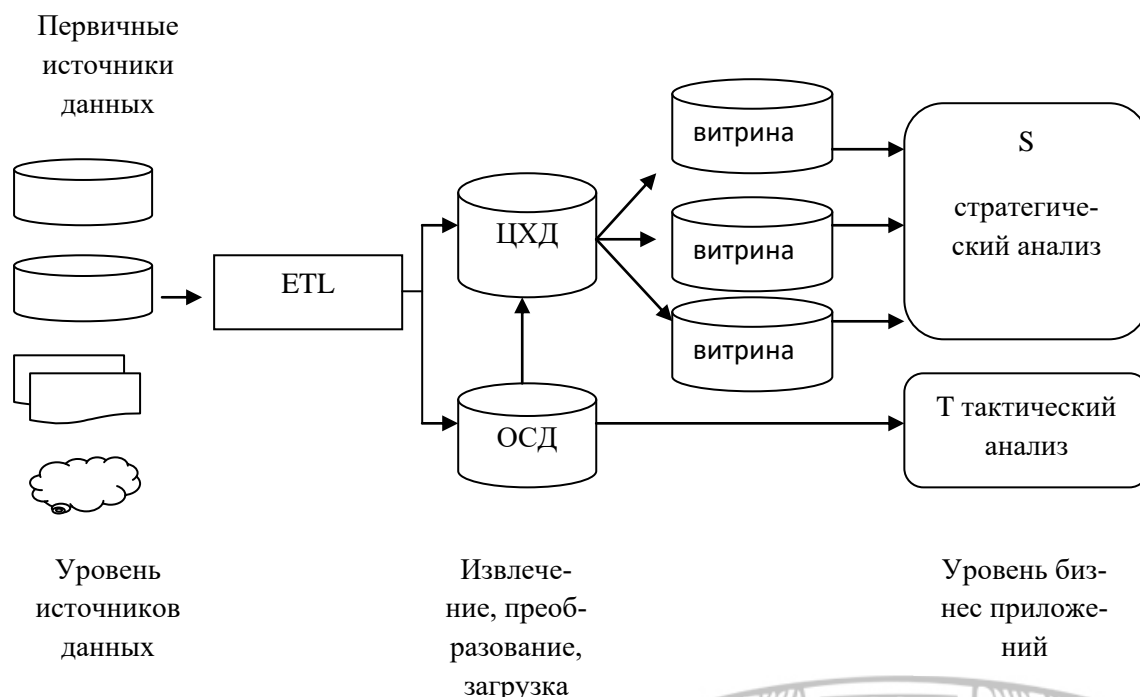 Первичные
источники
данных
ETL
ЦХД
ОСД
витрина
витрина
витрина
S
стратегиче-
ский анализ
T тактический
анализ
Уровень
источников
данных
Извлече-
ние, преоб-
разование,
загрузка
Уровень биз-
нес приложе-
ний